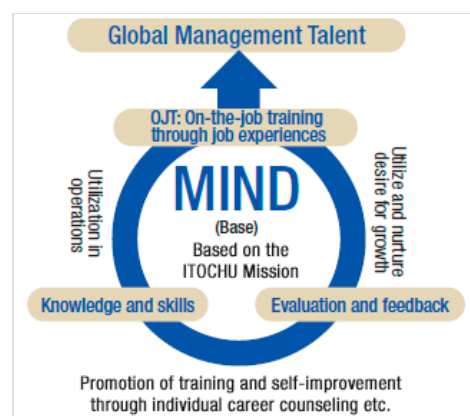 Global Management Talent
OJT: On-the-job training
through job experiences
Utilization in
operations
MIND
(Base)
Based on the
ITOCHU Mission
Utilize and nurture
desire for growth
Knowledge and skills
Evaluation and feedback
Promotion of training and self-improvement
through individual career counseling etc.